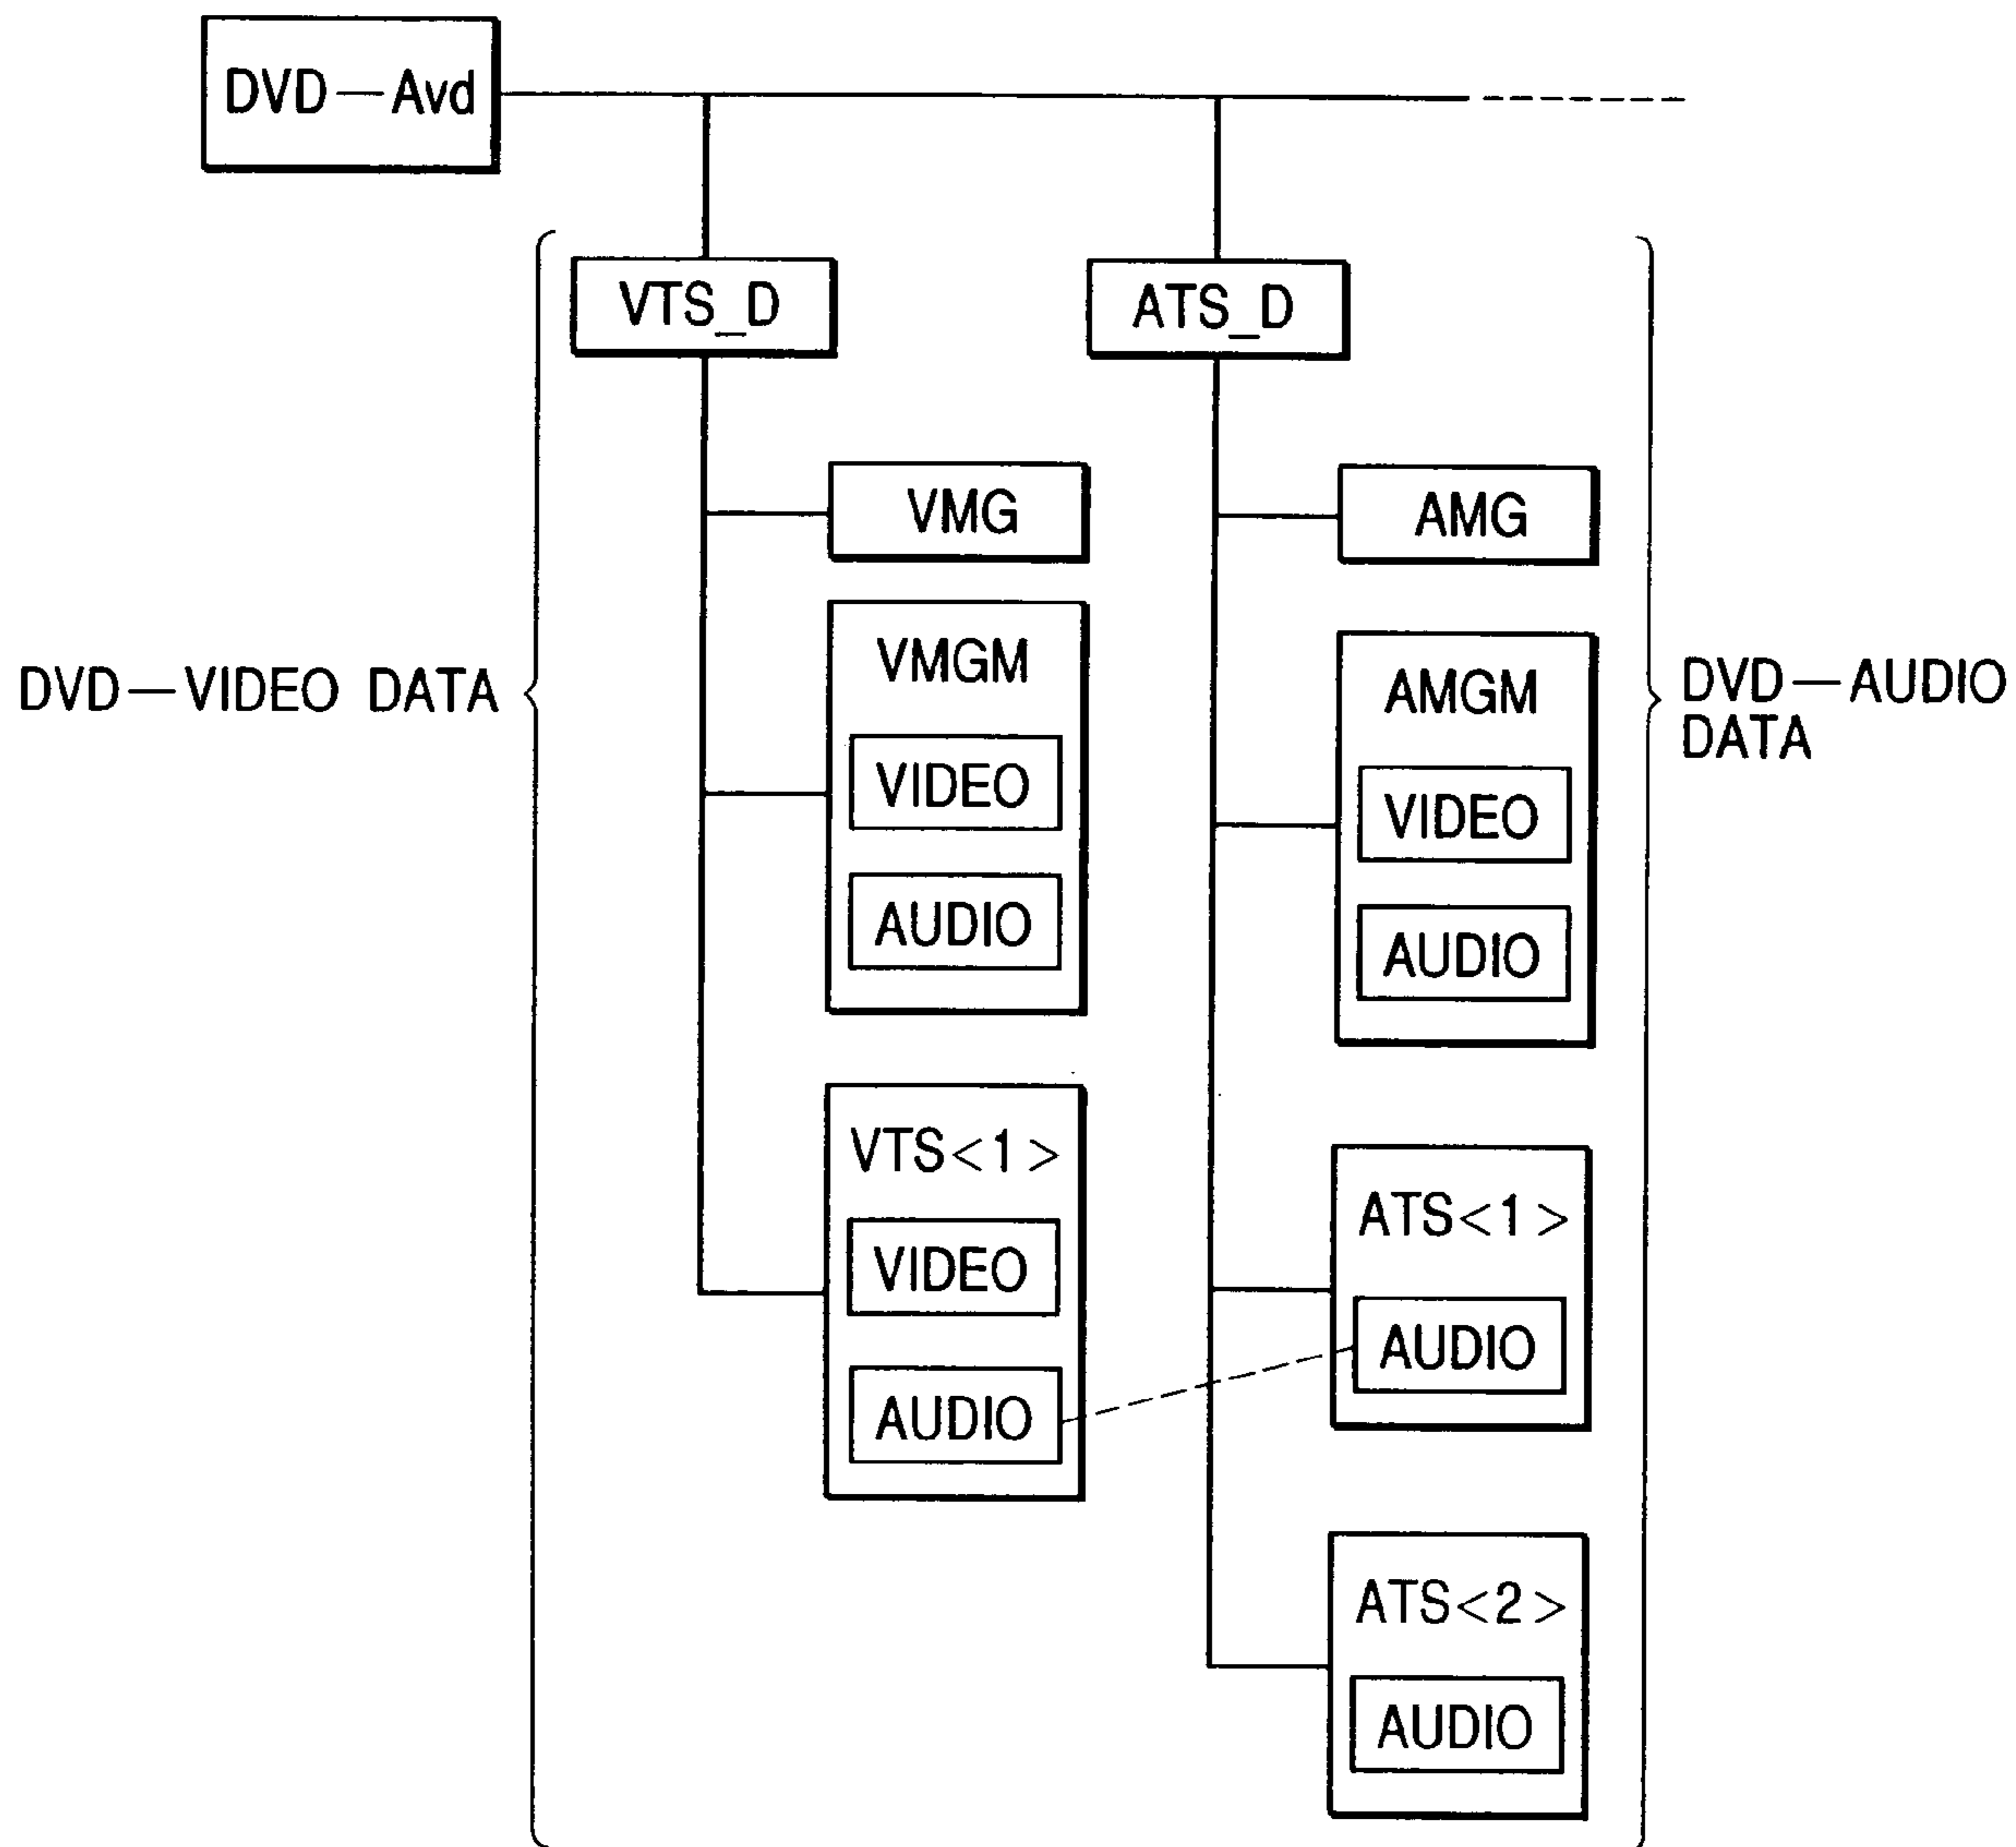 DVD—Avd
VTS_D
ATS_D
VMG
AMG
DVD—VIDEO DATA
VMGM
VIDEO
AUDIO
AMGM
VIDEO
AUDIO
DVD—AUDIO
DATA
VTS<1>
VIDEO
AUDIO
ATS<1>
AUDIO
ATS<2>
AUDIO